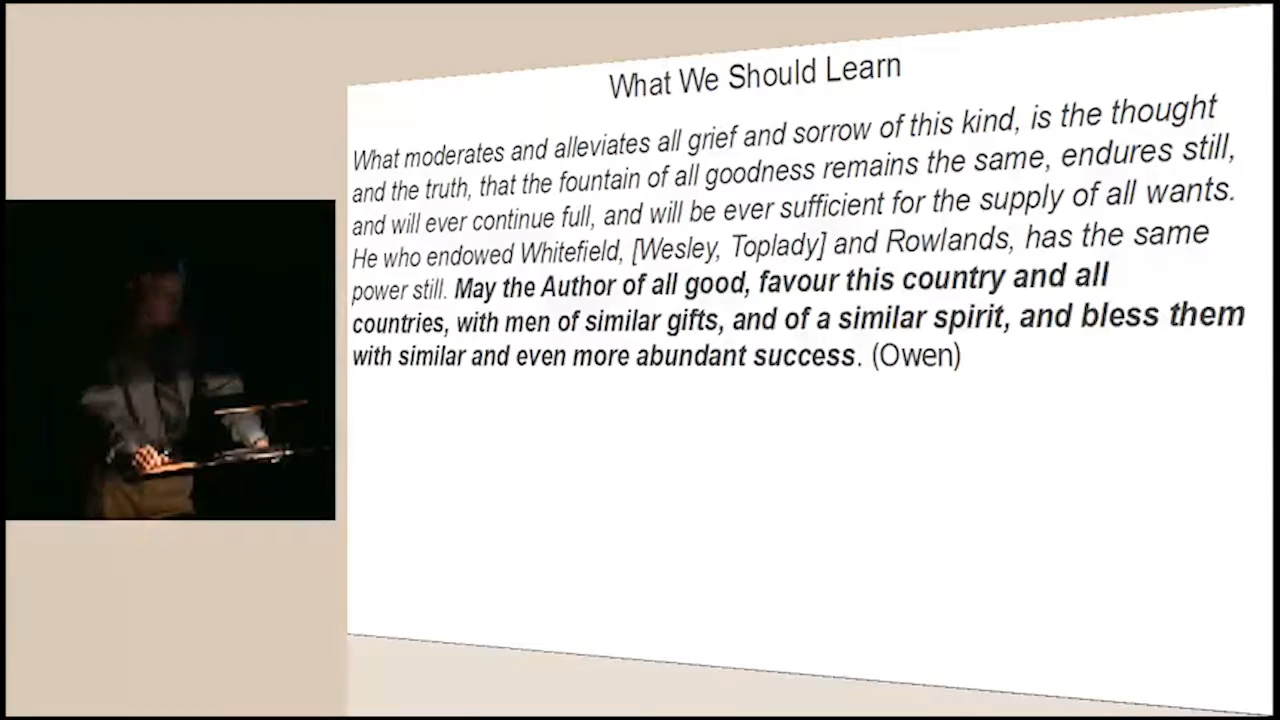 What We Should Learn
What moderates and alleviates all grief and sorrow of this kind, is the thought
and the truth, that the fountain of all goodness remains the same, endures still,
and will ever continue full, and will be ever sufficient for the supply of all wants.
He who endowed Whitefield, [Wesley, Toplady] and Rowlands, has the same
power still. May the Author of all good, favour this country and all
countries, with men of similar gifts, and of a similar spirit, and bless them
with similar and even more abundant success. (Owen)